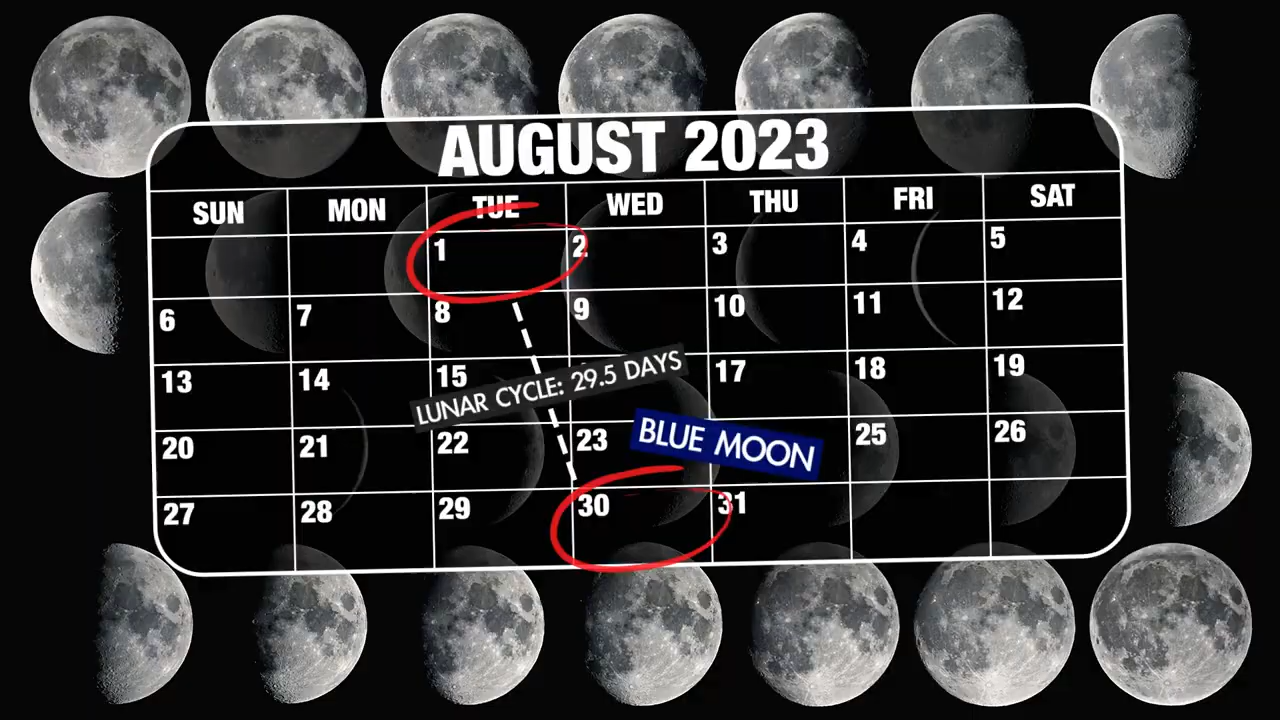 AUGUST 2023
SUN MON TUE WED THU FRI SAT
1 2 3 4 5
6 7 8 9 10 11 12
13 14 15 17 18 19
LUNAR CYCLE: 29.5 DAYS
20 21 22 23 25 26
BLUE MOON
27 28 29 30 31